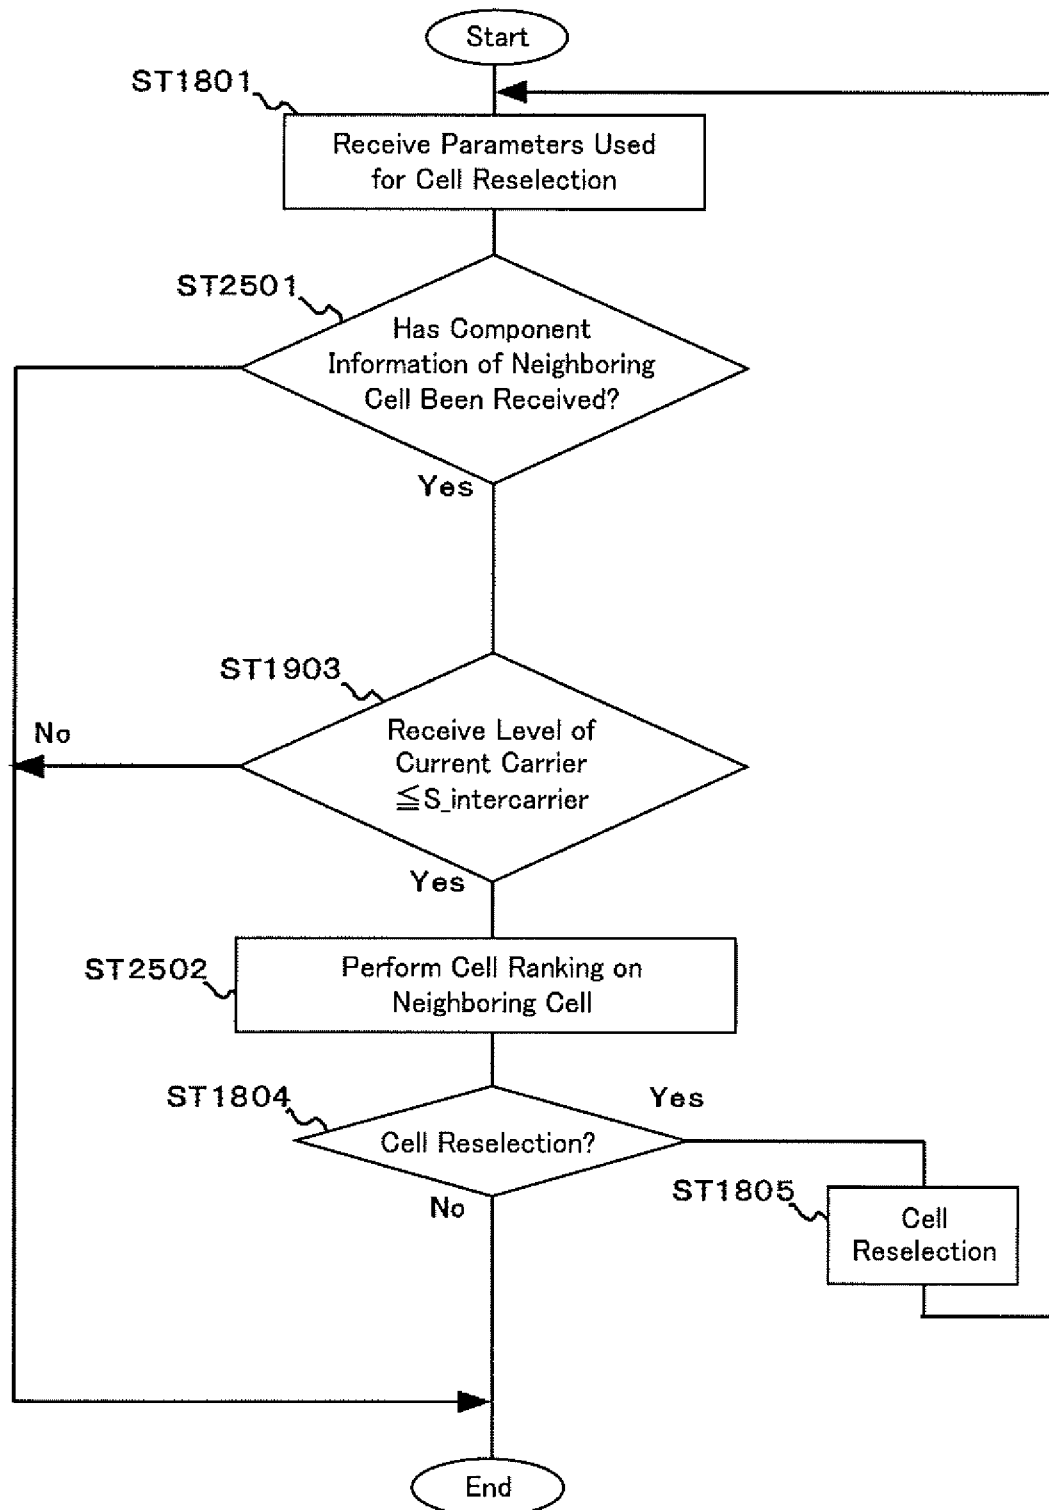 Start
ST1801
Receive Parameters Used
for Cell Reselection
ST2501
Has Component
Information of Neighboring
Cell Been Received?
Yes
ST1903
No
Receive Level of
Current Carrier
≦S_intercarrier
Yes
ST2502
Perform Cell Ranking on
Neighboring Cell
ST1804
Yes
Cell Reselection?
No
ST1805
Cell
Reselection
End